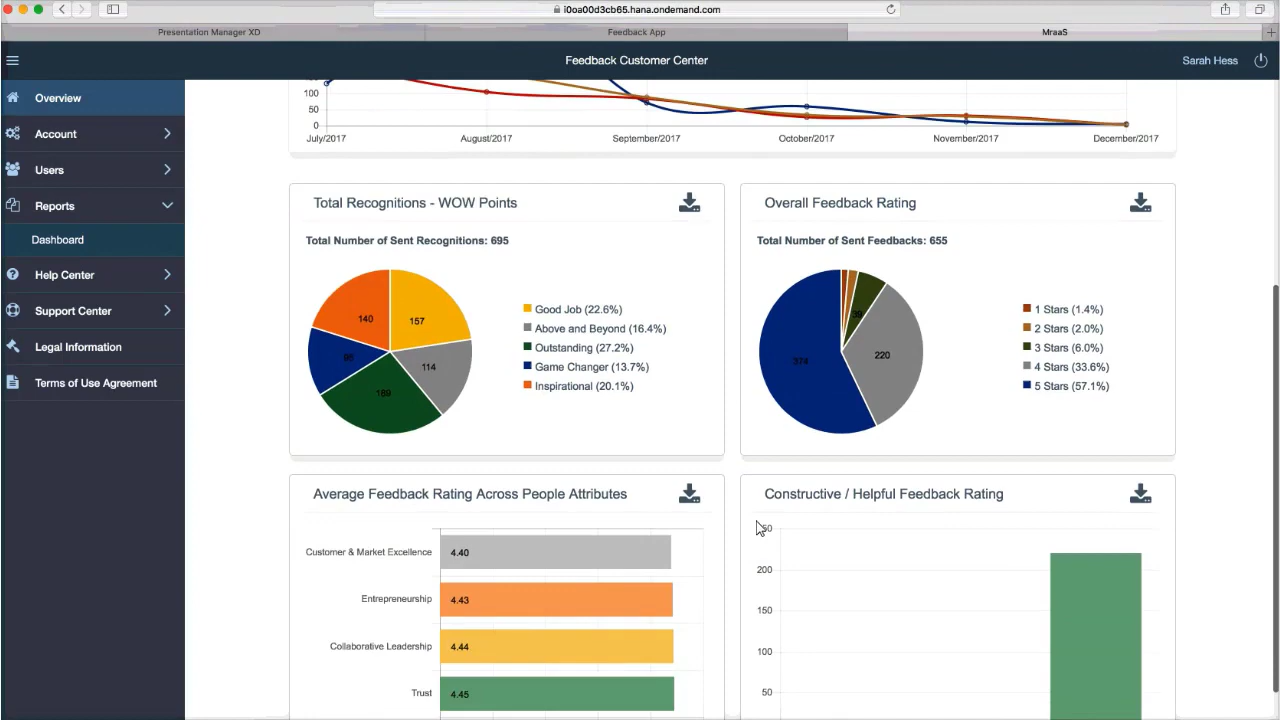 i0oa00d3cb65.hana.ondemand.com
Presentation Manager XD
Feedback App
MraaS
Feedback Customer Center
Sarah Hess
Overview
Account
Users
Reports
Dashboard
Help Center
Support Center
Legal Information
Terms of Use Agreement
100
50
0
July/2017
August/2017
September/2017
October/2017
November/2017
December/2017
Total Recognitions - WOW Points
Total Number of Sent Recognitions: 695
140
157
95
114
189
Good Job (22.6%)
Above and Beyond (16.4%)
Outstanding (27.2%)
Game Changer (13.7%)
Inspirational (20.1%)
Overall Feedback Rating
Total Number of Sent Feedbacks: 655
39
374
220
1 Stars (1.4%)
2 Stars (2.0%)
3 Stars (6.0%)
4 Stars (33.6%)
5 Stars (57.1%)
Average Feedback Rating Across People Attributes
Customer & Market Excellence
4.40
Entrepreneurship
4.43
Collaborative Leadership
4.44
Trust
4.45
Constructive / Helpful Feedback Rating
200
150
100
50